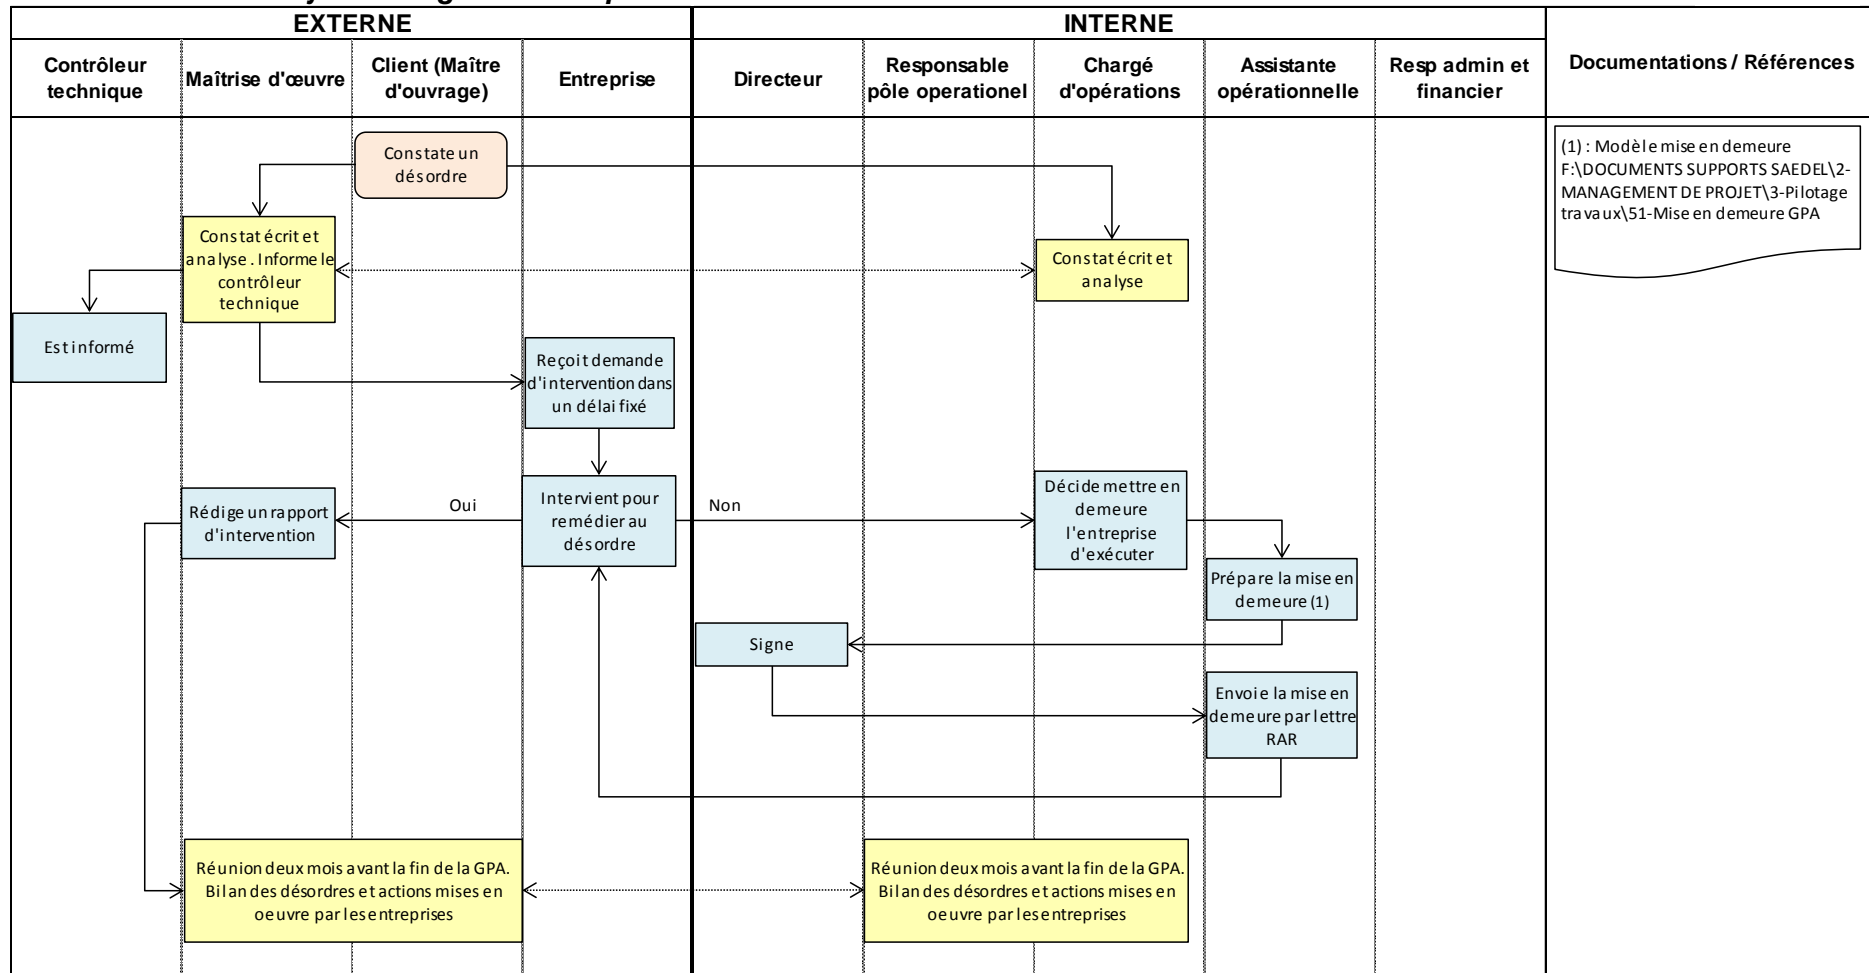 EXTERNE
INTERNE
Contrôleur
technique
Maîtrise d'œuvre
Client (Maître
d'ouvrage)
Entreprise
Directeur
Responsable
pôle operationel
Chargé
d'opérations
Assistante
opérationnelle
Resp admin et
financier
Documentations / Références
Constate un
désordre
(1) : Modèle mise en demeure
F:\DOCUMENTS SUPPORTS SAEDEL\2-
MANAGEMENT DE PROJET\3-Pilotage
travaux\51-Mise en demeure GPA
Constat écrit et
analyse . Informe le
contrôleur
technique
Constat écrit et
analyse
Est informé
Reçoit demande
d'intervention dans
un délai fixé
Rédige un rapport
d'intervention
Oui
Intervient pour
remédier au
désordre
Non
Décide mettre en
demeure
l'entreprise
d'exécuter
Prépare la mise en
demeure (1)
Signe
Envoie la mise en
demeure par lettre
RAR
Réunion deux mois avant la fin de la GPA.
Bilan des désordres et actions mises en
oeuvre par les entreprises
Réunion deux mois avant la fin de la GPA.
Bilan des désordres et actions mises en
oeuvre par les entreprises